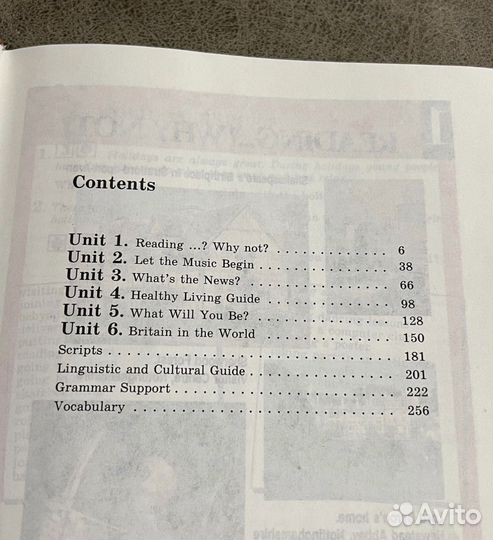 Contents
Unit 1. Reading ...? Why not? . . . . . . . . . . . . . . . 6
Unit 2. Let the Music Begin . . . . . . . . . . . . . . . . 38
Unit 3. What's the News? . . . . . . . . . . . . . . . . . 66
Unit 4. Healthy Living Guide . . . . . . . . . . . . . . . 98
Unit 5. What Will You Be? . . . . . . . . . . . . . . . . 128
Unit 6. Britain in the World . . . . . . . . . . . . . . . 150
Scripts . . . . . . . . . . . . . . . . . . . . . . . . . . 181
Linguistic and Cultural Guide . . . . . . . . . . . . . . . 201
Grammar Support . . . . . . . . . . . . . . . . . . . . . 222
Vocabulary . . . . . . . . . . . . . . . . . . . . . . . . 256
Avito